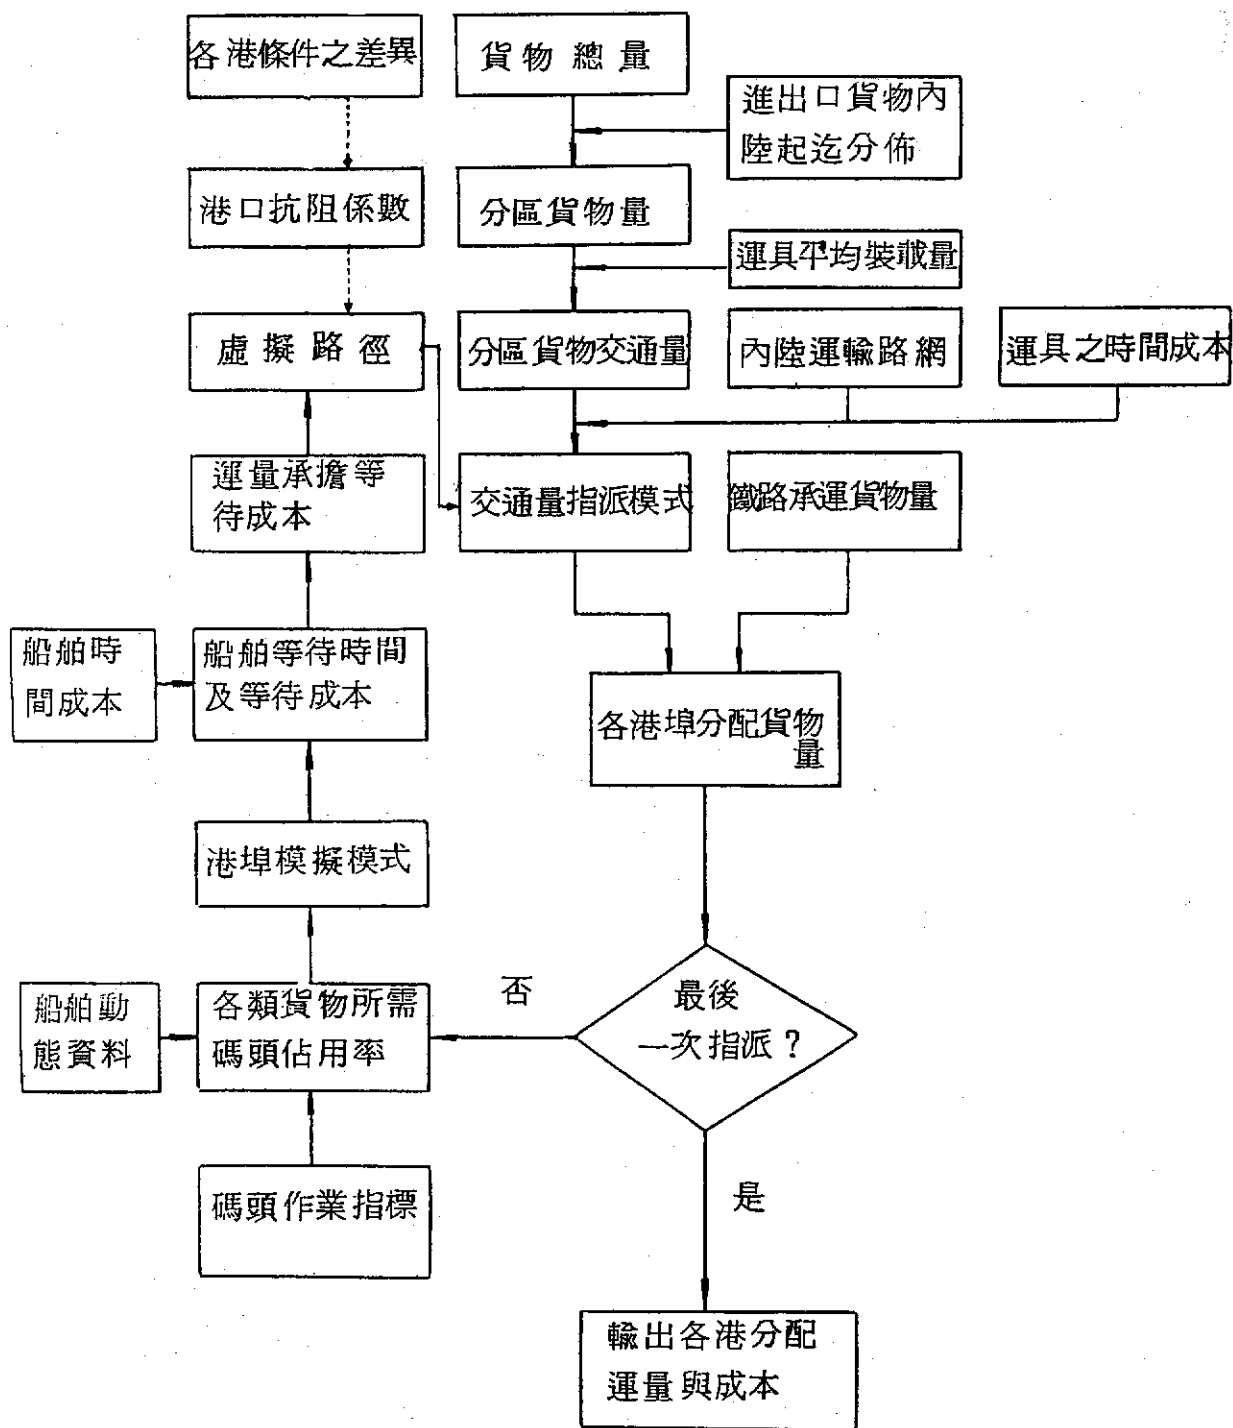 各港條件之差異
貨物總量
進出口貨物內
陸起迄分佈
港口抗阻係數
分區貨物量
運具平均裝載量
虛擬路徑
分區貨物交通量
內陸運輸路網
運具之時間成本
運量承擔等
待成本
交通量指派模式
鐵路承運貨物量
船舶時
間成本
船舶等待時間
及等待成本
各港埠分配貨物
量
港埠模擬模式
船舶動
態資料
各類貨物所需
碼頭佔用率
否
最後
一次指派？
碼頭作業指標
是
輸出各港分配
運量與成本